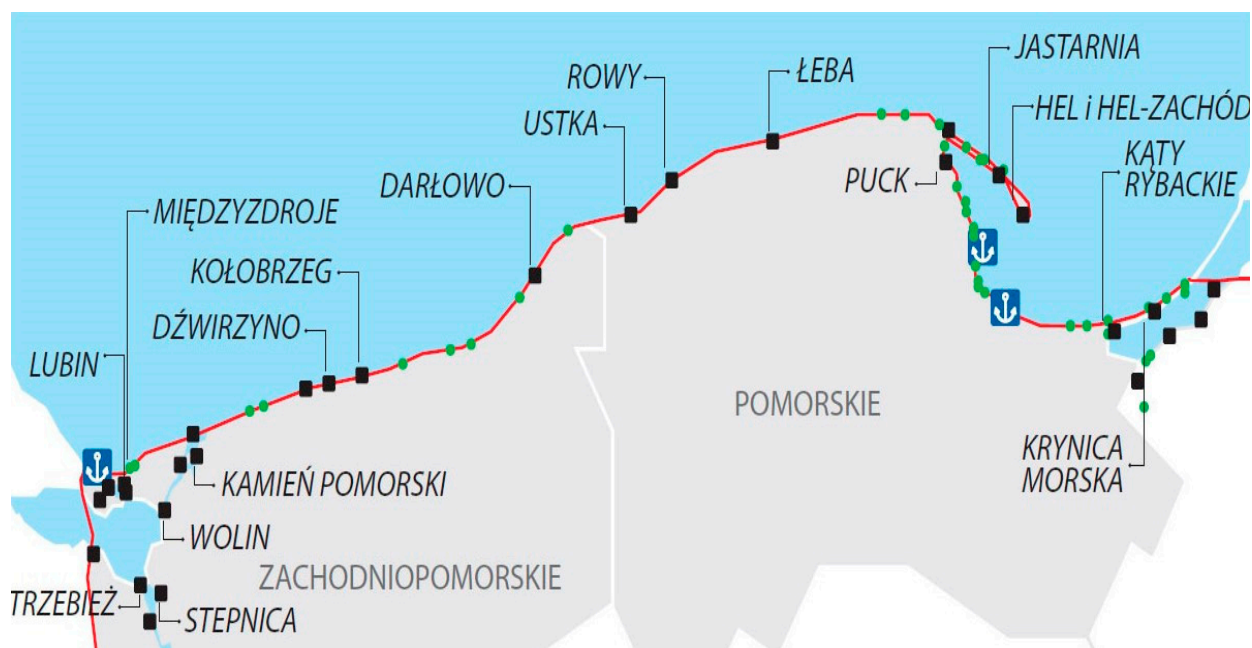 JASTARNIA
ŁEBA
ROWY
HEL i HEL-ZACHÓD
USTKA
KĄTY
RYBACKIE
PUCK
DARŁOWO
MIĘDZYZDROJE
KOŁOBRZEG
DŹWIRZYNO
LUBIN
POMORSKIE
KRYNICA
MORSKA
KAMIEŃ POMORSKI
WOLIN
ZACHODNIOPOMORSKIE
TRZEBIEŻ
STEPNICA